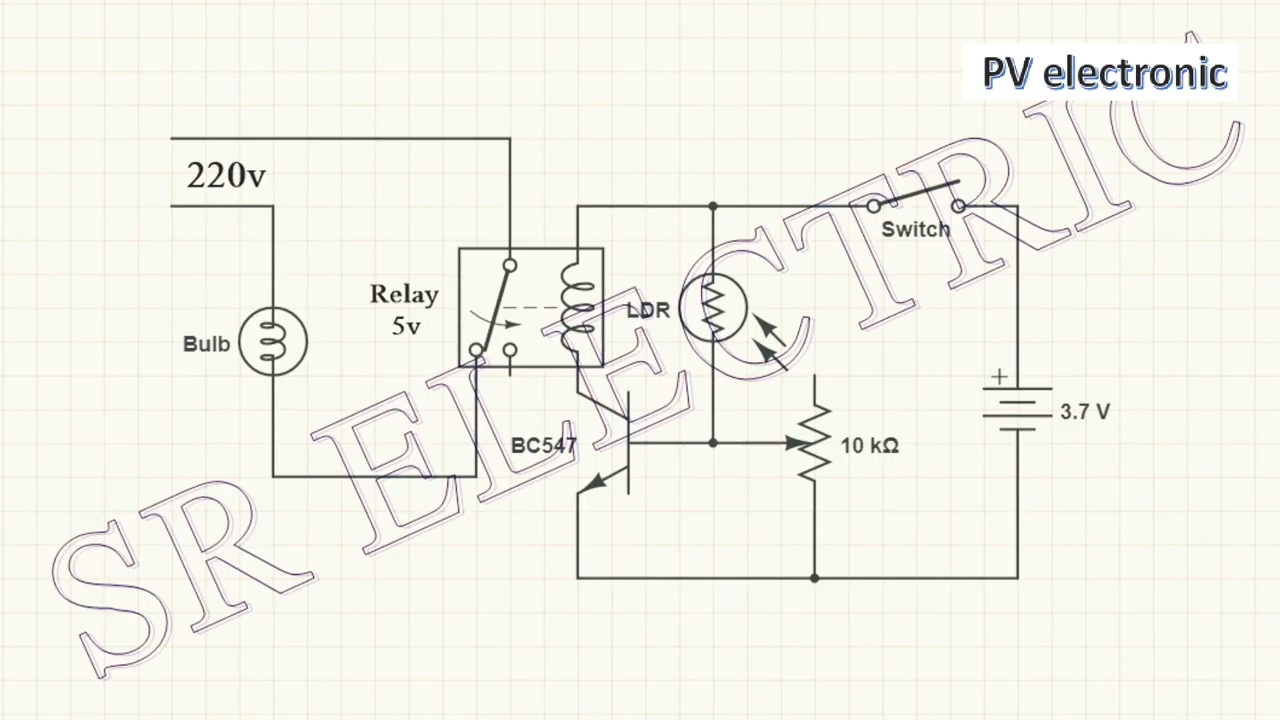 PV electronic
220v
Switch
Relay
5v
LDR
Bulb
+
3.7 V
BC547
10 kΩ
SR ELECTRIC